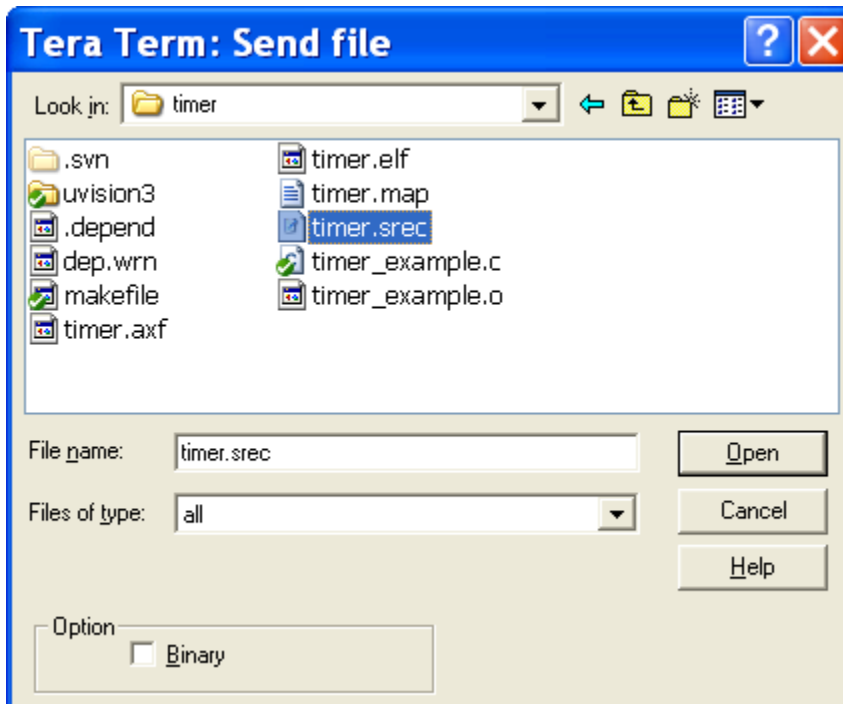 Tera Term: Send file
Look in: timer
.svn
uvision3
.depend
dep.wrn
makefile
timer.axf
timer.elf
timer.map
timer.srec
timer_example.c
timer_example.o
File name: timer.srec Open
Files of type: all Cancel
Help
Option
Binary